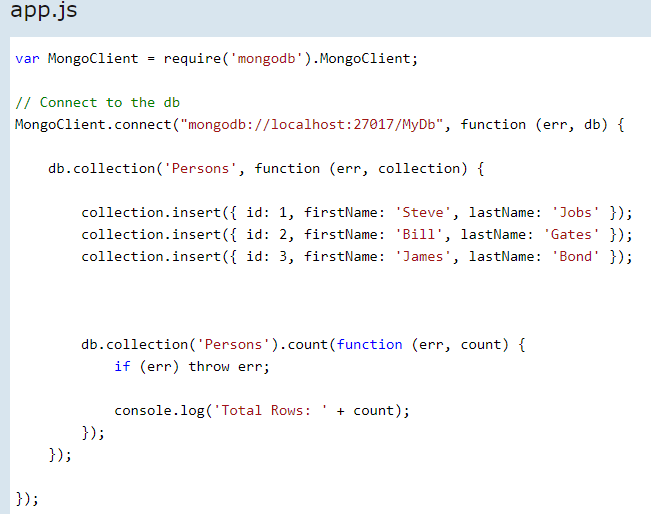 app.js
var MongoClient = require('mongodb').MongoClient;
// Connect to the db
MongoClient.connect("mongodb://localhost:27017/MyDb", function (err, db) {
db.collection('Persons', function (err, collection) {
collection.insert({ id: 1, firstName: 'Steve', lastName: 'Jobs' });
collection.insert({ id: 2, firstName: 'Bill', lastName: 'Gates' });
collection.insert({ id: 3, firstName: 'James', lastName: 'Bond' });
db.collection('Persons').count(function (err, count) {
if (err) throw err;
console.log('Total Rows: ' + count);
});
});
});